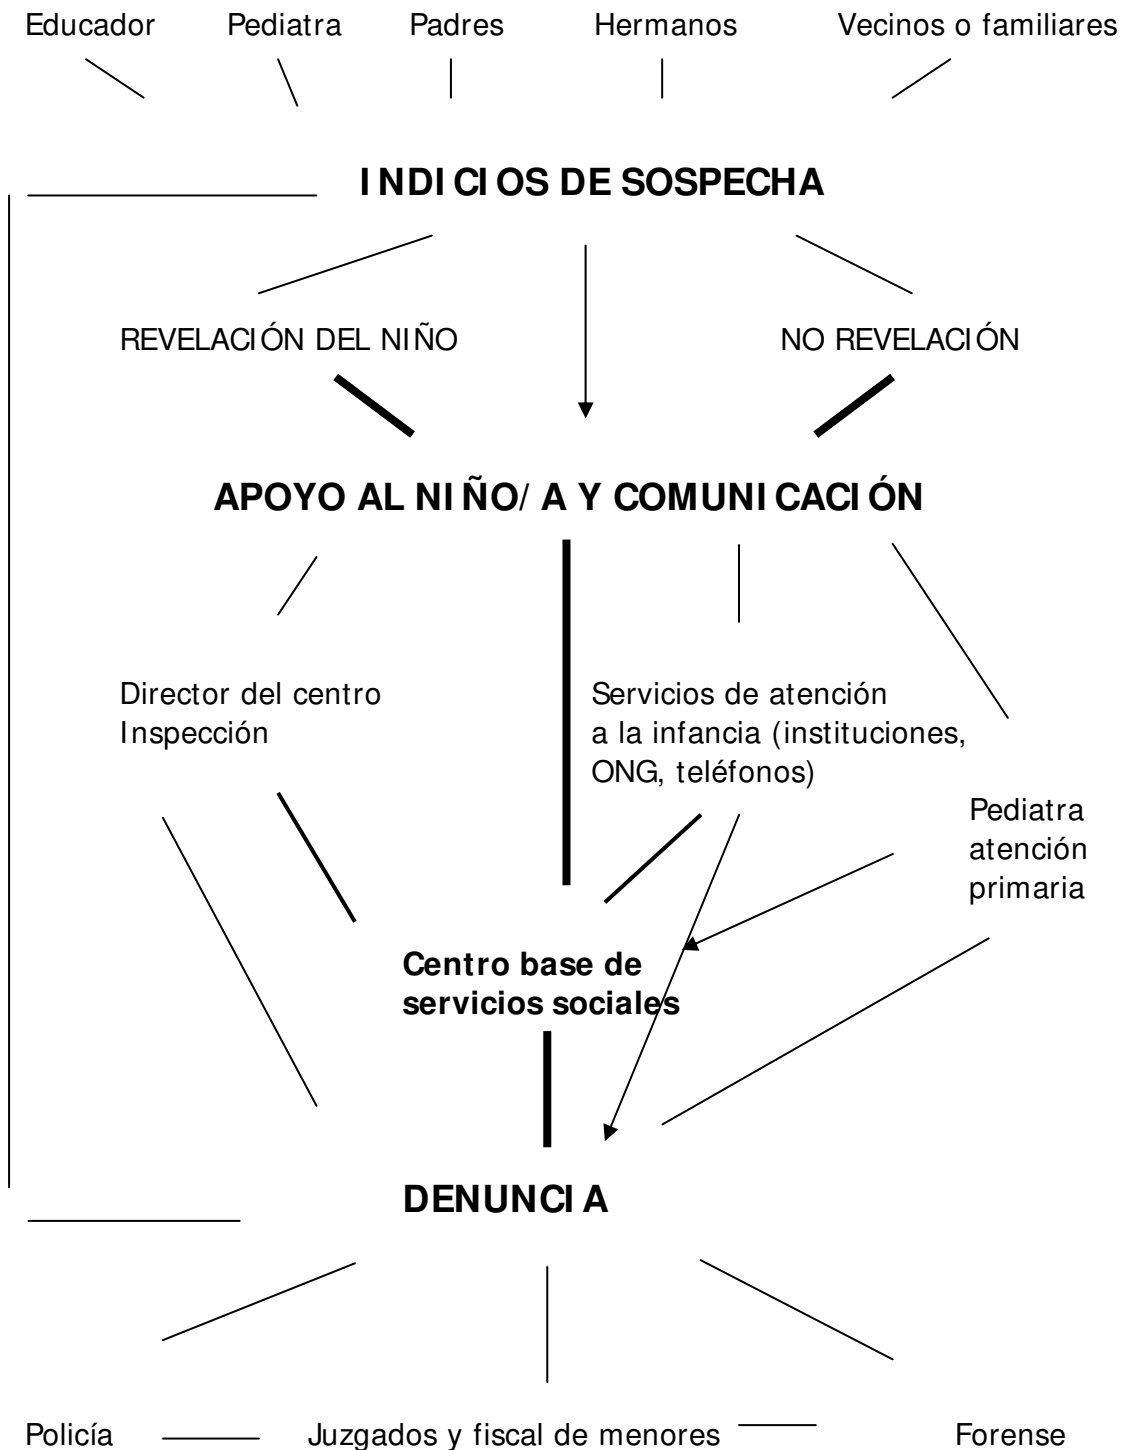 Educador Pediatra Padres Hermanos Vecinos o familiares
INDICIOS DE SOSPECHA
REVELACIÓN DEL NIÑO NO REVELACIÓN
APOYO AL NIÑO/A Y COMUNICACIÓN
Director del centro
Inspección
Servicios de atención
a la infancia (instituciones,
ONG, teléfonos)
Pediatra
atención
primaria
Centro base de
servicios sociales
DENUNCIA
Policía Juzgados y fiscal de menores Forense